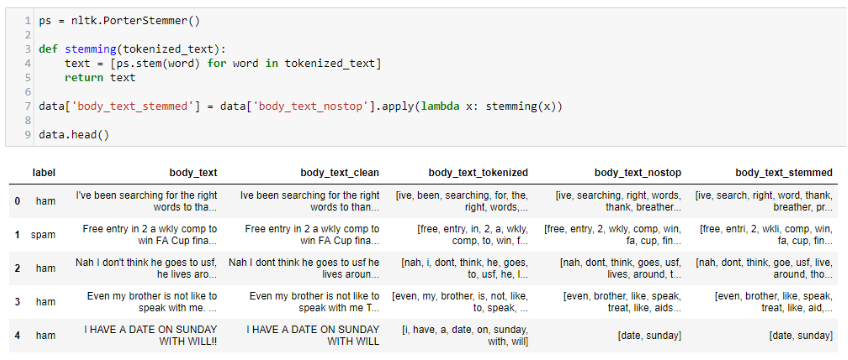 1 ps = nltk.PorterStemmer()
2
3 def stemming(tokenized_text):
4     text = [ps.stem(word) for word in tokenized_text]
5     return text
6
7 data['body_text_stemmed'] = data['body_text_nostop'].apply(lambda x: stemming(x))
8
9 data.head()
label body_text body_text_clean body_text_tokenized body_text_nostop body_text_stemmed
0 ham I've been searching for the right Ive been searching for the right [ive, been, searching, for, the, [ive, searching, right, words, [ive, search, right, word, thank,
words to tha... words to than... right, words,... thank, breather... breather, pr...
1 spam Free entry in 2 a wkly comp to Free entry in 2 a wkly comp to [free, entry, in, 2, a, wkly, [free, entry, 2, wkly, comp, win, [free, entri, 2, wkli, comp, win,
win FA Cup fina... win FA Cup fina... comp, to, win, f... fa, cup, fin... fa, cup, fin...
2 ham Nah I don't think he goes to usf, Nah I dont think he goes to usf he [nah, i, dont, think, he, goes, [nah, dont, think, goes, usf, [nah, dont, think, goe, usf, live,
he lives aro... lives aroun... to, usf, he, l... lives, around, t... around, tho...
3 ham Even my brother is not like to Even my brother is not like to [even, my, brother, is, not, like, [even, brother, like, speak, [even, brother, like, speak,
speak with me. ... speak with me T... to, speak, ... treat, like, aids... treat, like, aid,...
4 ham I HAVE A DATE ON SUNDAY I HAVE A DATE ON SUNDAY [i, have, a, date, on, sunday, [date, sunday] [date, sunday]
WITH WILL!! WITH WILL with, will]